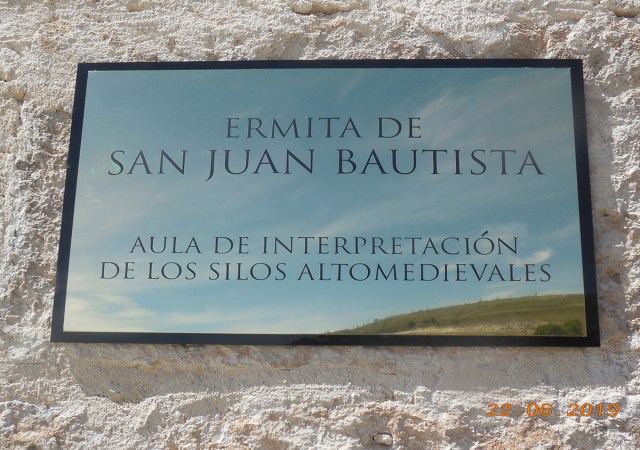 ERMITA DE
SAN JUAN BAUTISTA
AULA DE INTERPRETACIÓN
DE LOS SILOS ALTOMEDIEVALES
22 06 2019